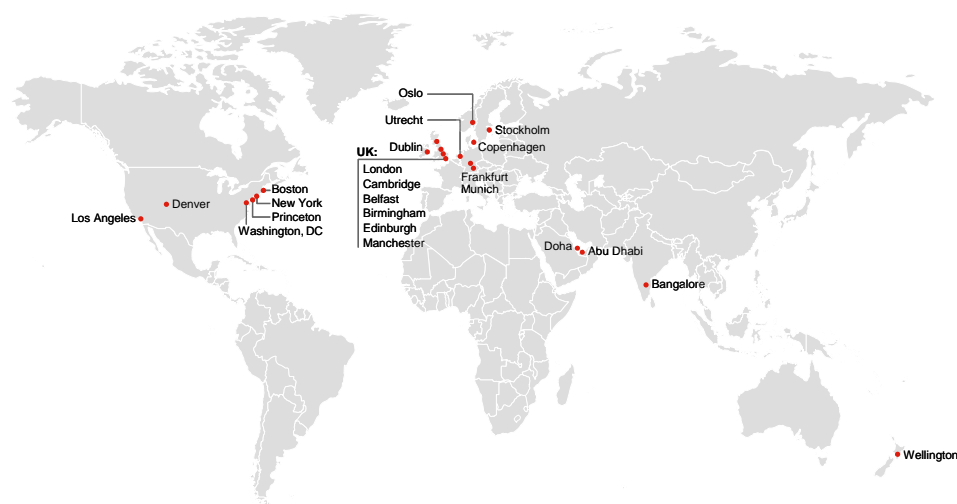 Oslo
Utrecht
Stockholm
Dublin
Copenhagen
UK:
London
Cambridge
Belfast
Birmingham
Edinburgh
Manchester
Frankfurt
Munich
Boston
New York
Princeton
Washington, DC
Denver
Los Angeles
Doha
Abu Dhabi
Bangalore
Wellington